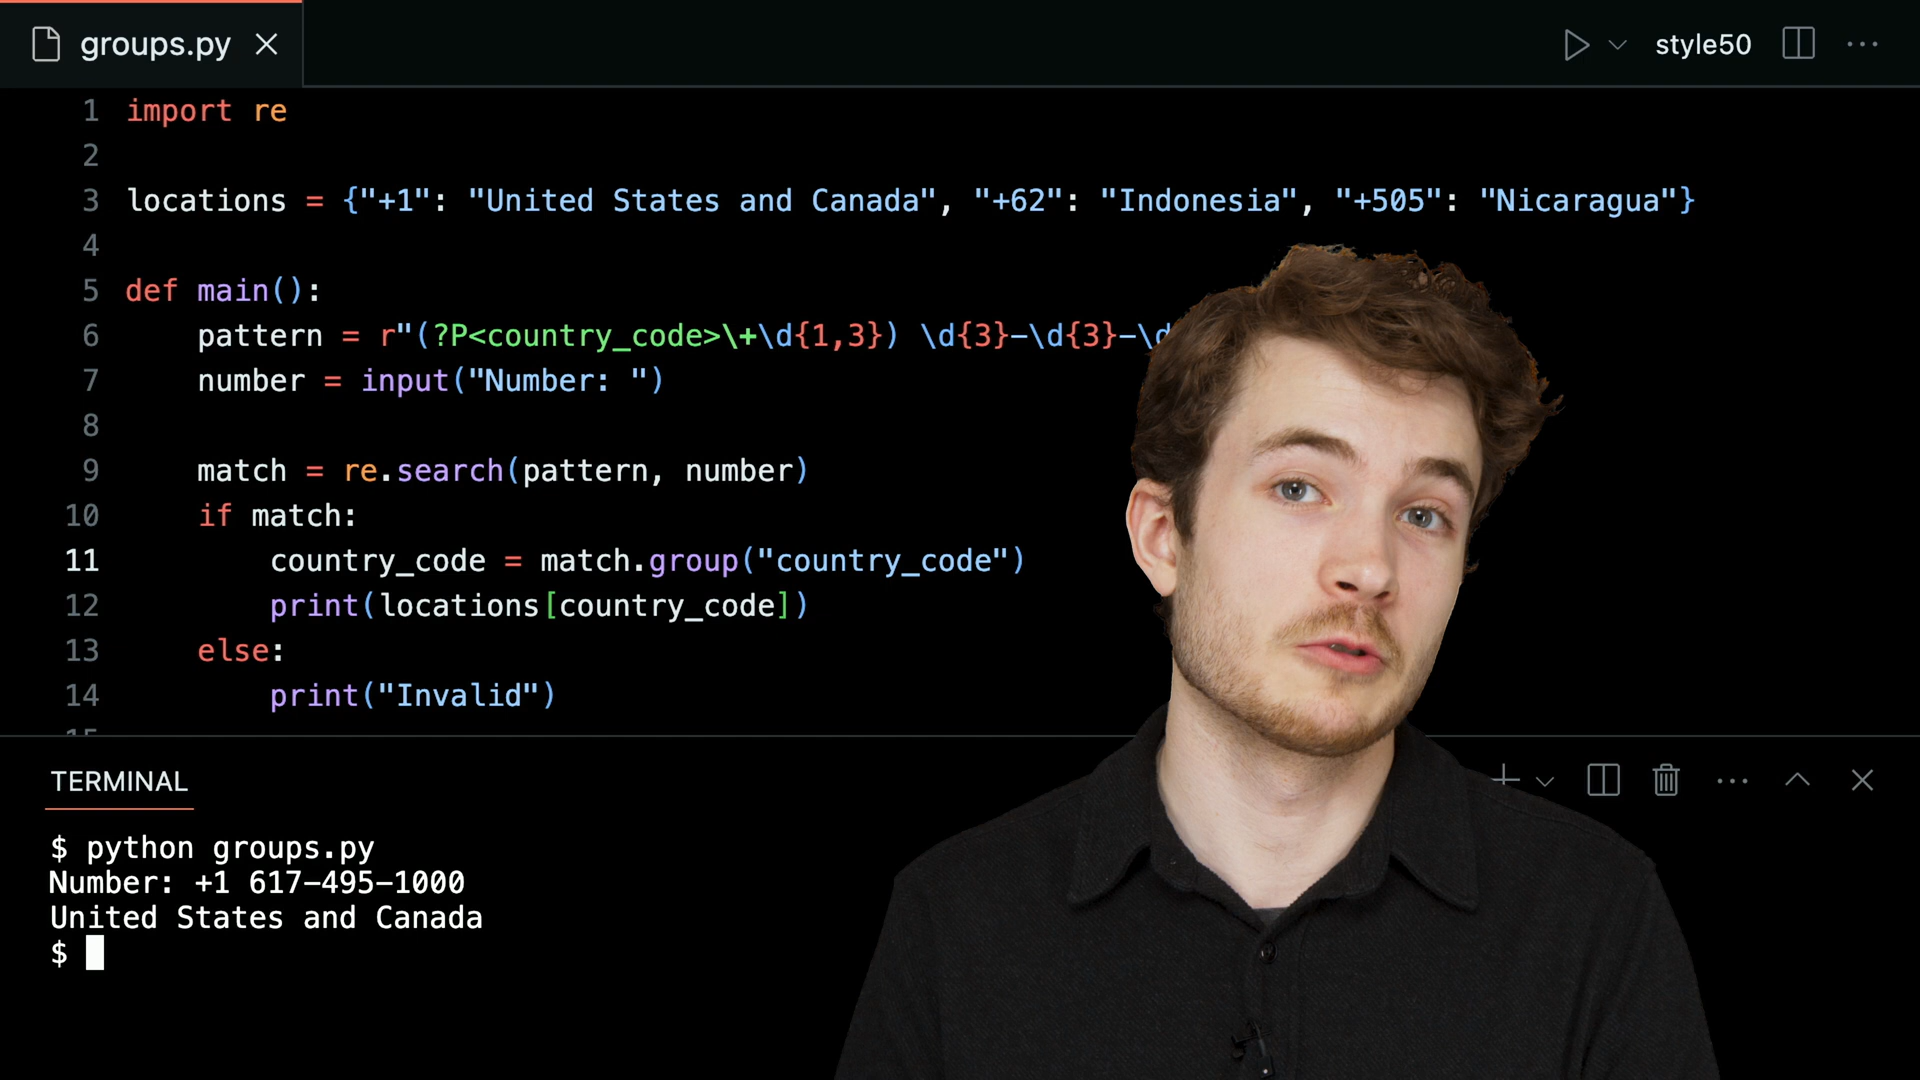 groups.py
style50
1 import re
2
3 locations = {"+1": "United States and Canada", "+62": "Indonesia", "+505": "Nicaragua"}
4
5 def main():
6 pattern = r"(?P<country_code>\+\d{1,3}) \d{3}-\d{3}-\d
7 number = input("Number: ")
8
9 match = re.search(pattern, number)
10 if match:
11 country_code = match.group("country_code")
12 print(locations[country_code])
13 else:
14 print("Invalid")
15
TERMINAL
$ python groups.py
Number: +1 617-495-1000
United States and Canada
$